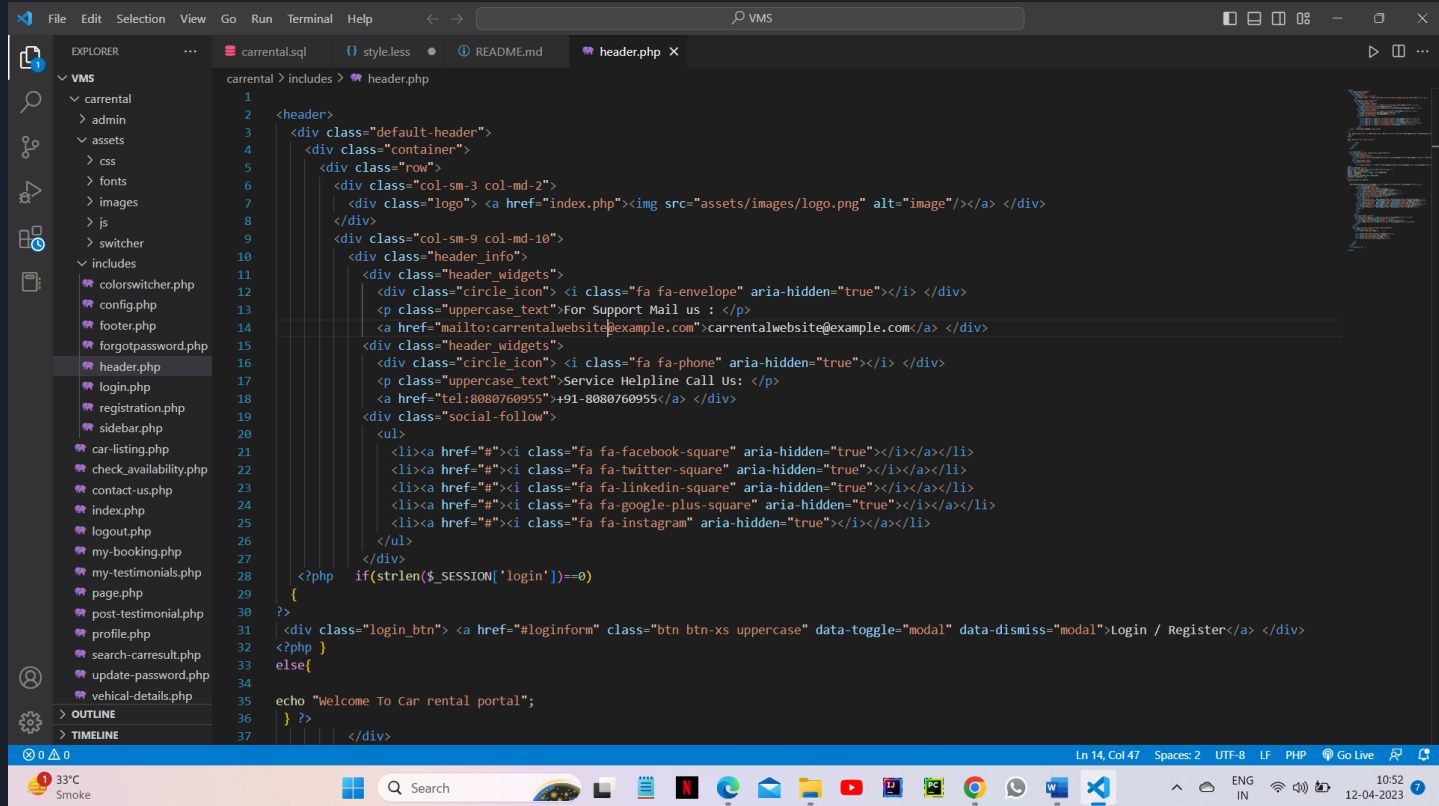 File Edit Selection View Go Run Terminal Help
VMS
EXPLORER
carrental.sql
style.less
README.md
header.php
carrental > includes > header.php
VMS
carrental
admin
assets
css
fonts
images
js
switcher
includes
colorswitcher.php
config.php
footer.php
forgotpassword.php
header.php
login.php
registration.php
sidebar.php
car-listing.php
check_availability.php
contact-us.php
index.php
logout.php
my-booking.php
my-testimonials.php
page.php
post-testimonial.php
profile.php
search-carresult.php
update-password.php
vehical-details.php
OUTLINE
TIMELINE
1
2 <header>
3 <div class="default-header">
4 <div class="container">
5 <div class="row">
6 <div class="col-sm-3 col-md-2">
7 <div class="logo"> <a href="index.php"><img src="assets/images/logo.png" alt="image"/></a> </div>
8 </div>
9 <div class="col-sm-9 col-md-10">
10 <div class="header_info">
11 <div class="header_widgets">
12 <div class="circle_icon"> <i class="fa fa-envelope" aria-hidden="true"></i> </div>
13 <p class="uppercase_text">For Support Mail us : </p>
14 <a href="mailto:carrentalwebsite@example.com">carrentalwebsite@example.com</a> </div>
15 <div class="header_widgets">
16 <div class="circle_icon"> <i class="fa fa-phone" aria-hidden="true"></i> </div>
17 <p class="uppercase_text">Service Helpline Call Us: </p>
18 <a href="tel:8080760955">+91-8080760955</a> </div>
19 <div class="social-follow">
20 <ul>
21 <li><a href="#"><i class="fa fa-facebook-square" aria-hidden="true"></i></a></li>
22 <li><a href="#"><i class="fa fa-twitter-square" aria-hidden="true"></i></a></li>
23 <li><a href="#"><i class="fa fa-linkedin-square" aria-hidden="true"></i></a></li>
24 <li><a href="#"><i class="fa fa-google-plus-square" aria-hidden="true"></i></a></li>
25 <li><a href="#"><i class="fa fa-instagram" aria-hidden="true"></i></a></li>
26 </ul>
27 </div>
28 <?php if(strlen($_SESSION['login'])==0)
29 {
30 ?>
31 <div class="login_btn"> <a href="#loginform" class="btn btn-xs uppercase" data-toggle="modal" data-dismiss="modal">Login / Register</a> </div>
32 <?php }
33 else{
34
35 echo "Welcome To Car rental portal";
36 } ?>
37 </div>
0 0
Ln 14, Col 47 Spaces: 2 UTF-8 LF PHP Go Live
1
33°C
Smoke
Search
ENG
IN
10:52
12-04-2023
7